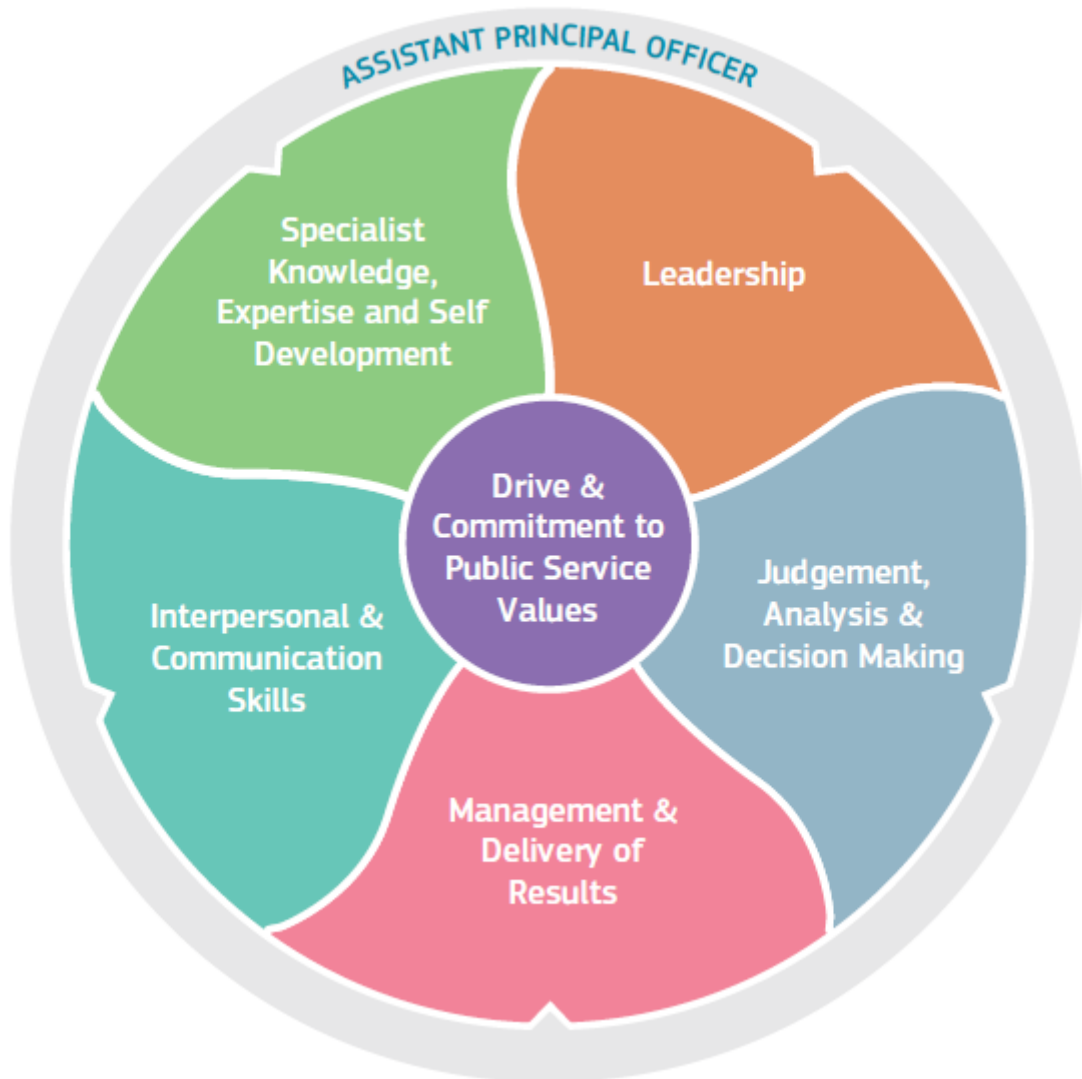 ASSISTANT PRINCIPAL OFFICER
Specialist
Knowledge,
Expertise and Self
Development
Leadership
Drive &
Commitment to
Public Service
Values
Judgement,
Analysis &
Decision Making
Interpersonal &
Communication
Skills
Management &
Delivery of
Results